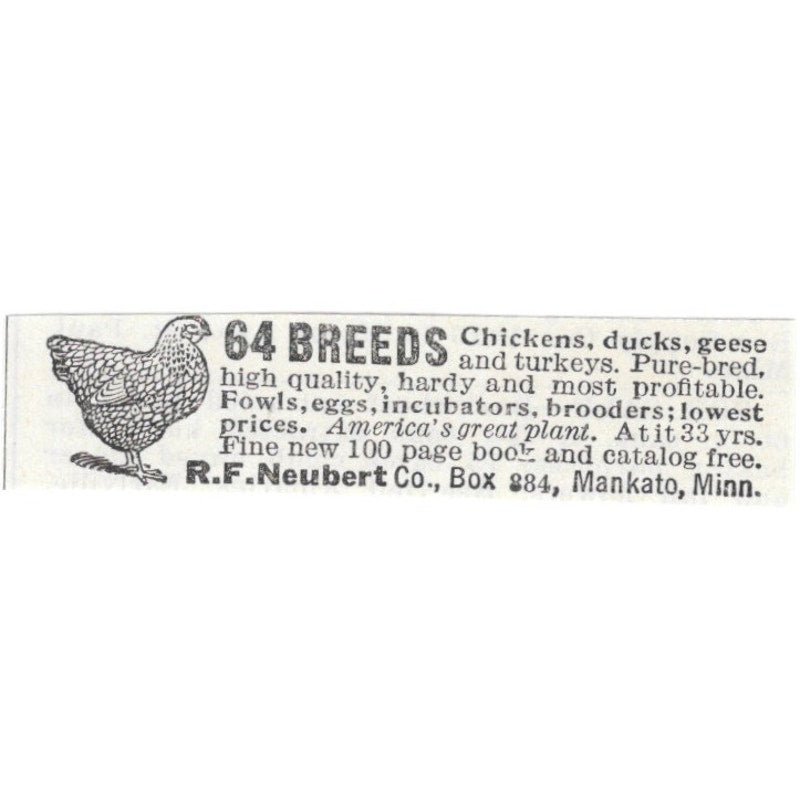 64 BREEDS Chickens, ducks, geese
and turkeys. Pure-bred,
high quality, hardy and most profitable.
Fowls, eggs, incubators, brooders; lowest
prices. America's great plant. At it 33 yrs.
Fine new 100 page book and catalog free.
R.F. Neubert Co., Box 884, Mankato, Minn.